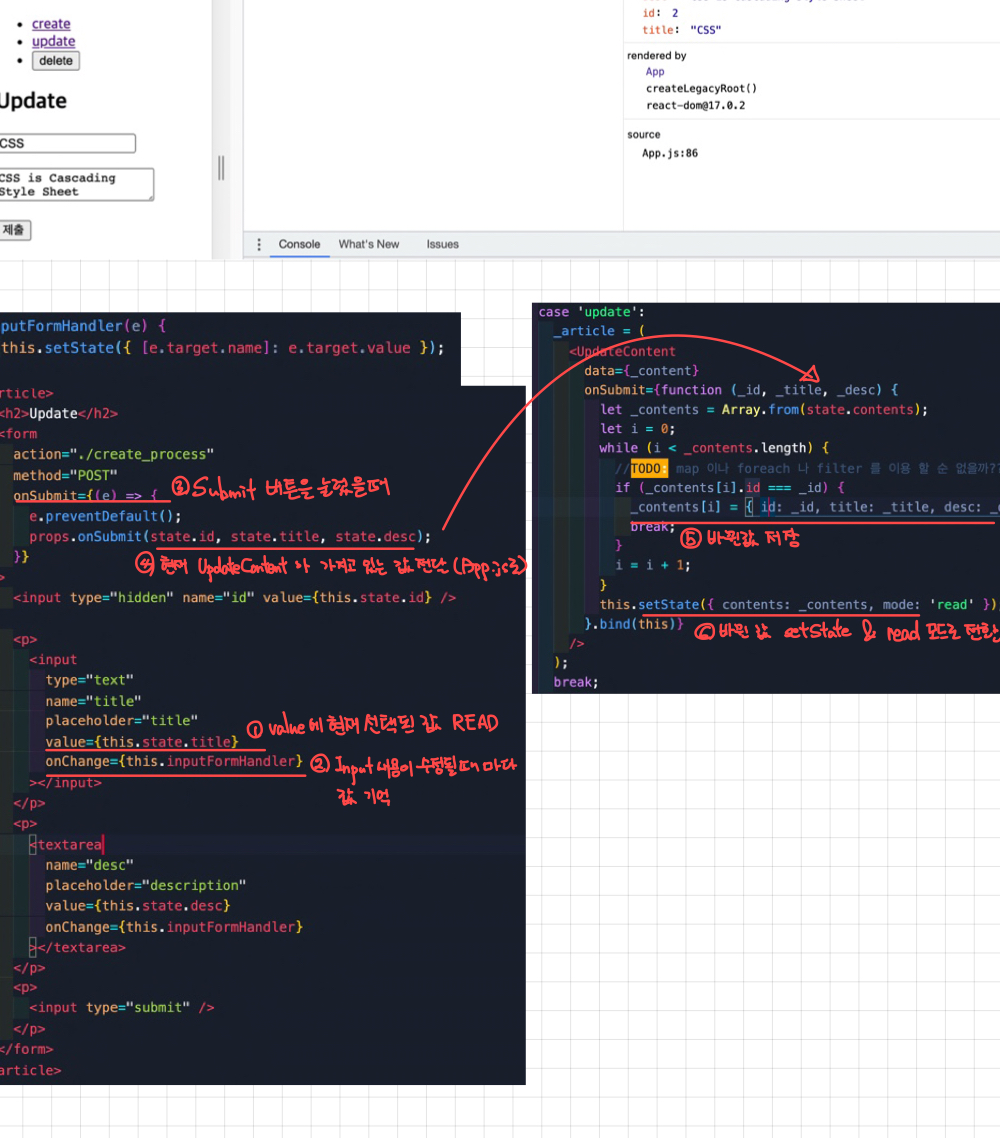 create
update
delete
Update
CSS
CSS is Cascading
Style Sheet
제출
id: 2
title: "CSS"
rendered by
App
createLegacyRoot()
react-dom@17.0.2
source
App.js:86
Console What's New Issues
putFormHandler(e) {
this.setState({ [e.target.name]: e.target.value });
rticle>
<h2>Update</h2>
<form
action="./create_process"
method="POST"
onSubmit={(e) => {
③ Submit 버튼을 눌렀을때
e.preventDefault();
props.onSubmit(state.id, state.title, state.desc);
④ 현재 UpdateContent 가 가지고 있는 값 전달 (App.js로)
}}
>
<input type="hidden" name="id" value={this.state.id} />
<p>
<input
type="text"
name="title"
placeholder="title"
① value에 현재 선택된 값 READ
value={this.state.title}
onChange={this.inputFormHandler}
② Input 내용이 수정될때 마다
값 기억
></input>
</p>
<p>
<textarea
name="desc"
placeholder="description"
value={this.state.desc}
onChange={this.inputFormHandler}
></textarea>
</p>
<p>
<input type="submit" />
</p>
</form>
article>
case 'update':
_article = (
<UpdateContent
data={_content}
onSubmit={function (_id, _title, _desc) {
let _contents = Array.from(state.contents);
let i = 0;
while (i < _contents.length) {
//TODO: map 이나 foreach 나 filter 를 이용 할 순 없을까??
if (_contents[i].id === _id) {
_contents[i] = { id: _id, title: _title, desc: _
break;
⑤ 바뀐값 저장
}
i = i + 1;
}
this.setState({ contents: _contents, mode: 'read' })
}.bind(this)}
⑥ 바뀐 값 setState & read 모드로 전환
/>
);
break;